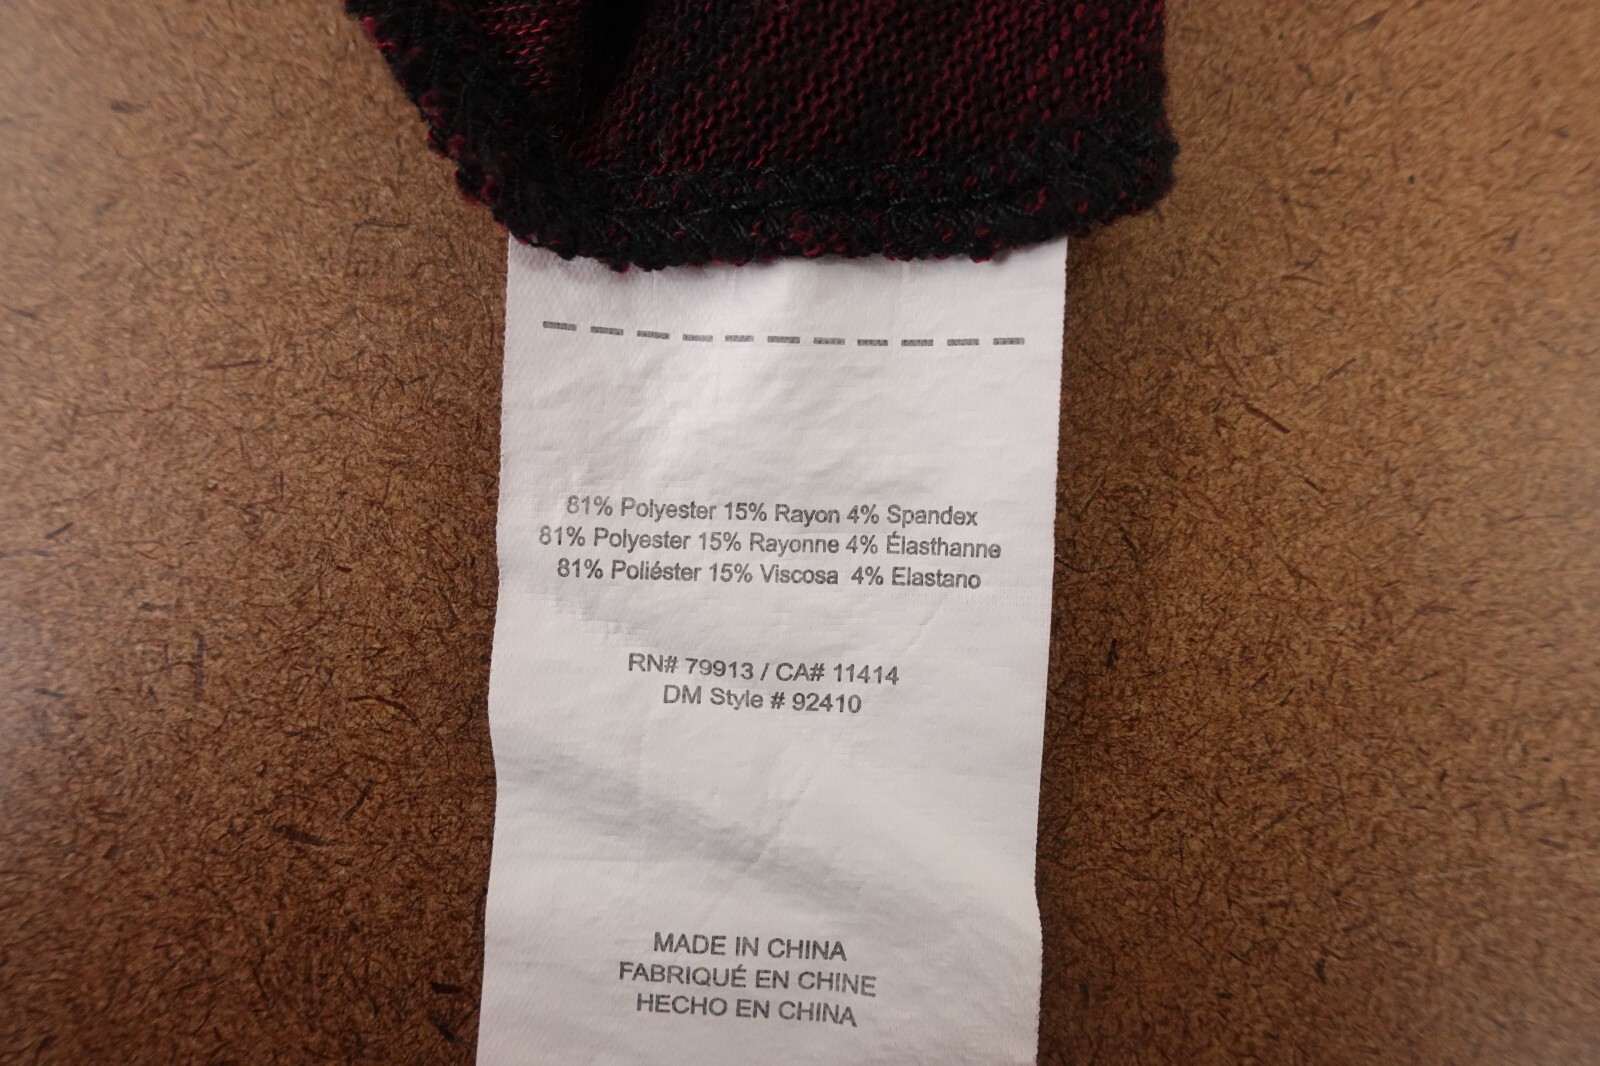 81% Polyester 15% Rayon 4% Spandex
81% Polyester 15% Rayonne 4% Élasthanne
81% Poliéster 15% Viscosa 4% Elastano
RN# 79913 / CA# 11414
DM Style # 92410
MADE IN CHINA
FABRIQUÉ EN CHINE
HECHO EN CHINA